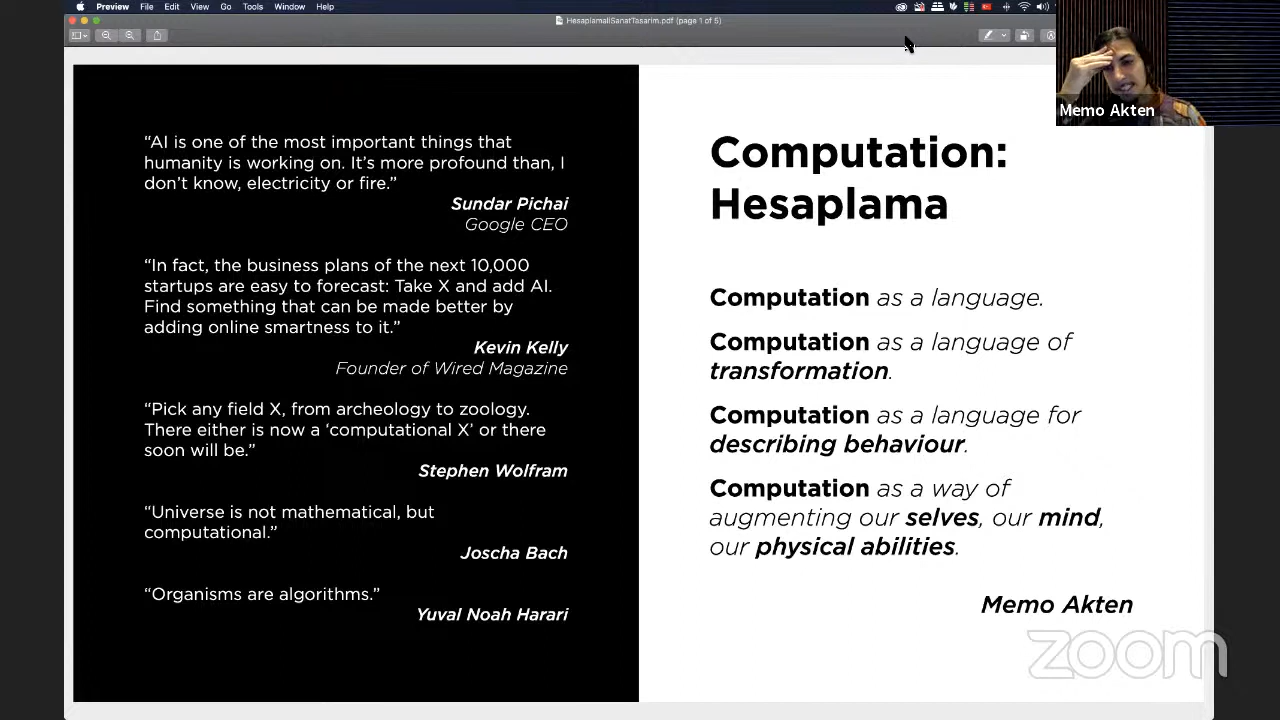 Preview File Edit View Go Tools Window Help
HesaplamaliSanatTasarim.pdf (page 1 of 5)
Memo Akten
“AI is one of the most important things that
humanity is working on. It’s more profound than, I
don’t know, electricity or fire.”
Sundar Pichai
Google CEO
“In fact, the business plans of the next 10,000
startups are easy to forecast: Take X and add AI.
Find something that can be made better by
adding online smartness to it.”
Kevin Kelly
Founder of Wired Magazine
“Pick any field X, from archeology to zoology.
There either is now a ‘computational X’ or there
soon will be.”
Stephen Wolfram
“Universe is not mathematical, but
computational.”
Joscha Bach
“Organisms are algorithms.”
Yuval Noah Harari
Computation:
Hesaplama
Computation as a language.
Computation as a language of
transformation.
Computation as a language for
describing behaviour.
Computation as a way of
augmenting our selves, our mind,
our physical abilities.
Memo Akten
zoom